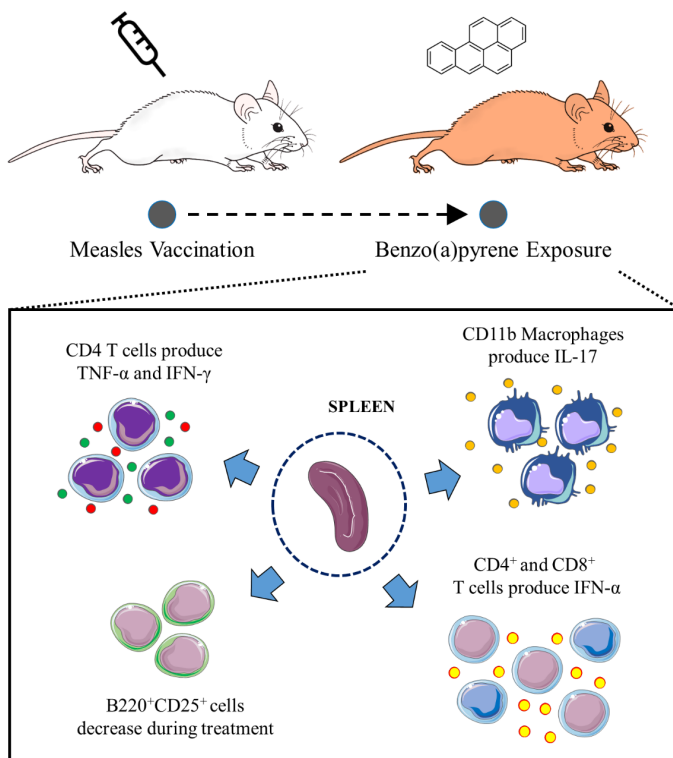 Measles Vaccination
Benzo(a)pyrene Exposure
CD4 T cells produce
TNF-α and IFN-γ
SPLEEN
CD11b Macrophages
produce IL-17
B220⁺CD25⁺ cells
decrease during treatment
CD4⁺ and CD8⁺
T cells produce IFN-α